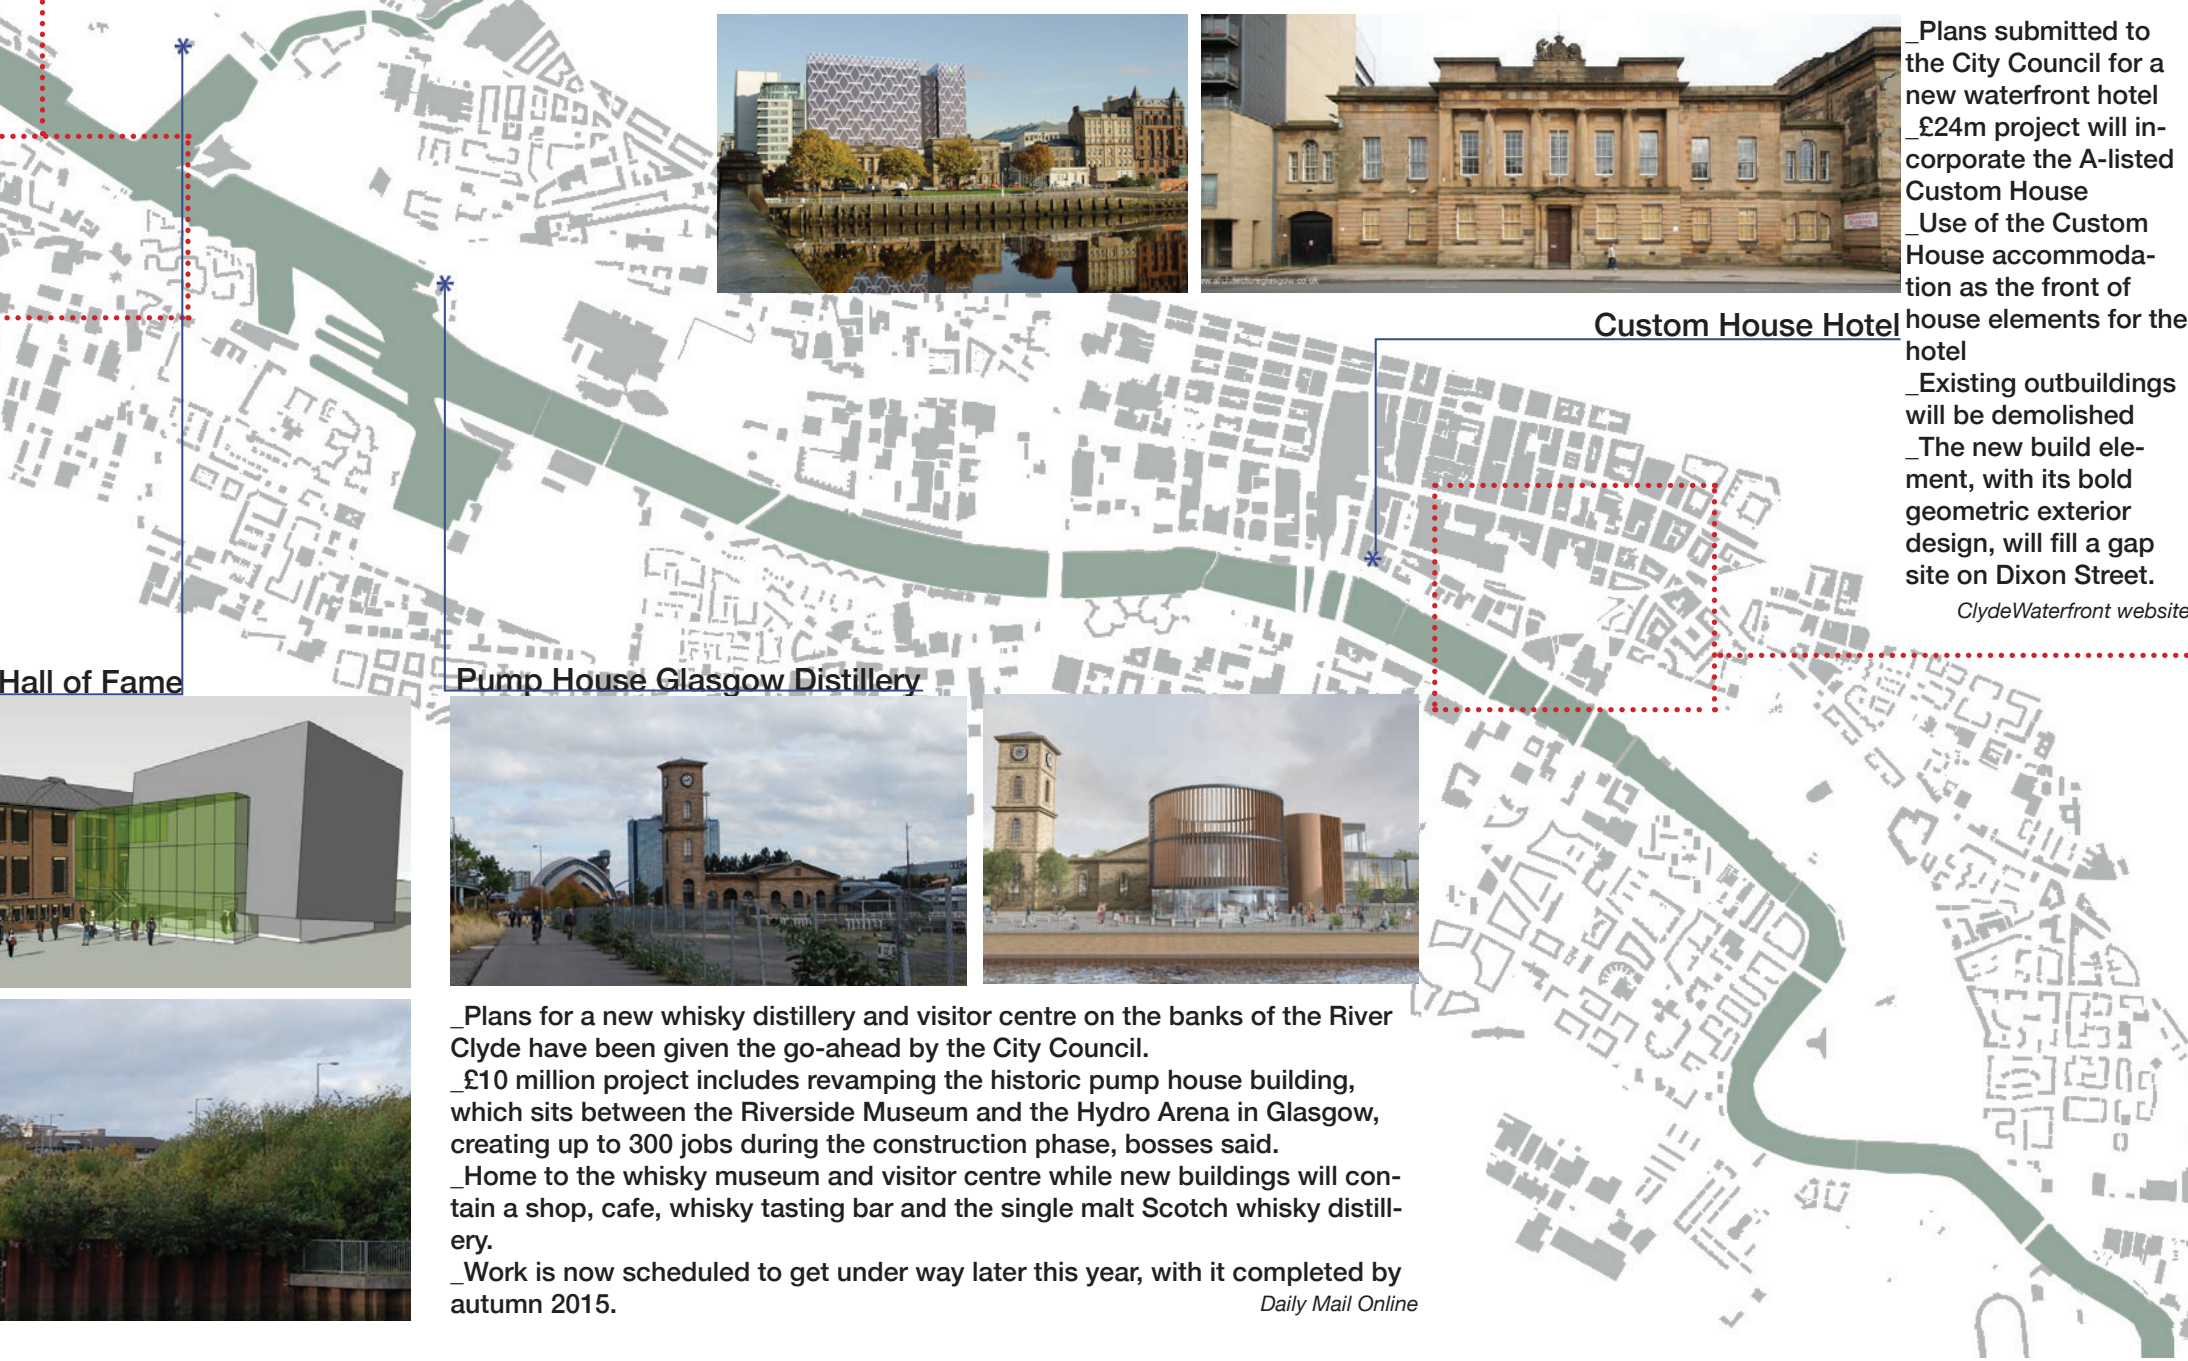 _Plans submitted to
the City Council for a
new waterfront hotel
_£24m project will in-
corporate the A-listed
Custom House
_Use of the Custom
House accommoda-
tion as the front of
house elements for the
hotel
_Existing outbuildings
will be demolished
_The new build ele-
ment, with its bold
geometric exterior
design, will fill a gap
site on Dixon Street.
ClydeWaterfront website
w.architectureglasgow.co.uk
Custom House Hotel
Hall of Fame
Pump House Glasgow Distillery
_Plans for a new whisky distillery and visitor centre on the banks of the River
Clyde have been given the go-ahead by the City Council.
_£10 million project includes revamping the historic pump house building,
which sits between the Riverside Museum and the Hydro Arena in Glasgow,
creating up to 300 jobs during the construction phase, bosses said.
_Home to the whisky museum and visitor centre while new buildings will con-
tain a shop, cafe, whisky tasting bar and the single malt Scotch whisky distill-
ery.
_Work is now scheduled to get under way later this year, with it completed by
autumn 2015.
Daily Mail Online